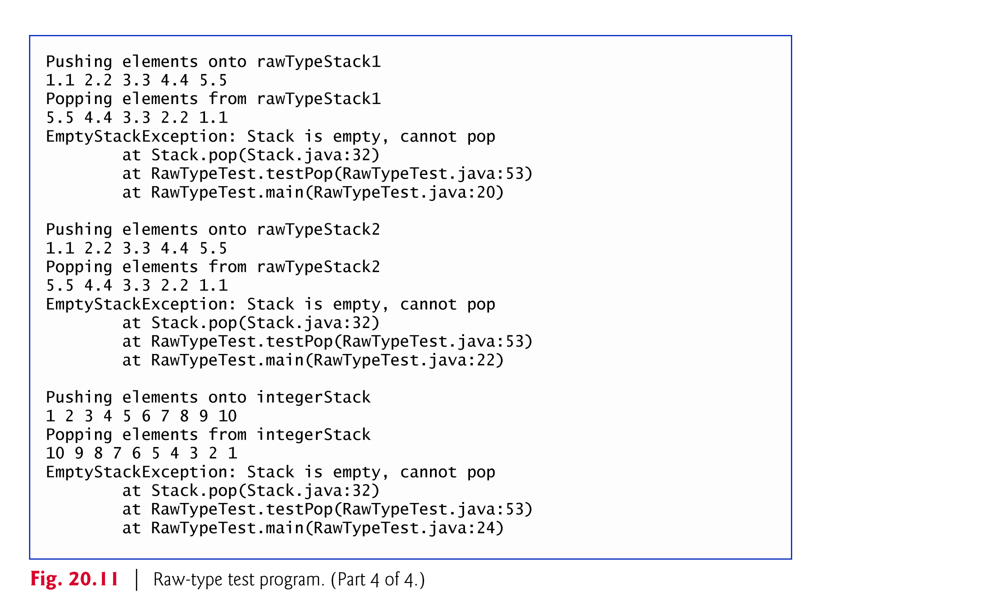 Pushing elements onto rawTypeStack1
1.1 2.2 3.3 4.4 5.5
Popping elements from rawTypeStack1
5.5 4.4 3.3 2.2 1.1
EmptyStackException: Stack is empty, cannot pop
        at Stack.pop(Stack.java:32)
        at RawTypeTest.testPop(RawTypeTest.java:53)
        at RawTypeTest.main(RawTypeTest.java:20)

Pushing elements onto rawTypeStack2
1.1 2.2 3.3 4.4 5.5
Popping elements from rawTypeStack2
5.5 4.4 3.3 2.2 1.1
EmptyStackException: Stack is empty, cannot pop
        at Stack.pop(Stack.java:32)
        at RawTypeTest.testPop(RawTypeTest.java:53)
        at RawTypeTest.main(RawTypeTest.java:22)

Pushing elements onto integerStack
1 2 3 4 5 6 7 8 9 10
Popping elements from integerStack
10 9 8 7 6 5 4 3 2 1
EmptyStackException: Stack is empty, cannot pop
        at Stack.pop(Stack.java:32)
        at RawTypeTest.testPop(RawTypeTest.java:53)
        at RawTypeTest.main(RawTypeTest.java:24)

Fig. 20.11 | Raw-type test program. (Part 4 of 4.)